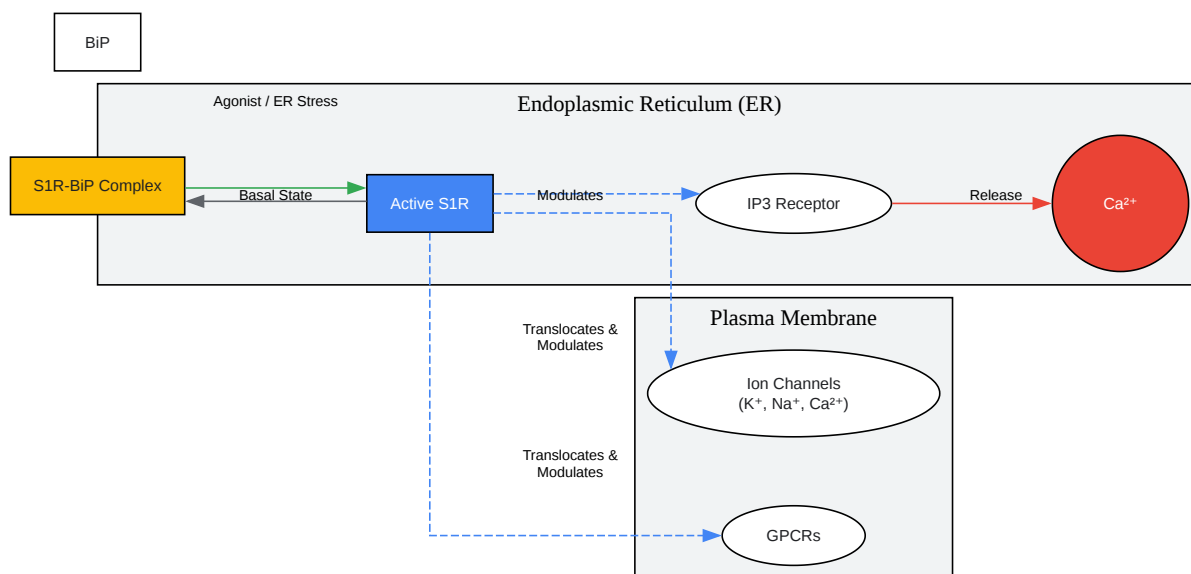 BiP
Agonist / ER Stress
Endoplasmic Reticulum (ER)
S1R-BiP Complex
Basal State
Active S1R
Modulates
IP3 Receptor
Release
Ca²⁺
Translocates &
Modulates
Plasma Membrane
Ion Channels
(K⁺, Na⁺, Ca²⁺)
Translocates &
Modulates
GPCRs